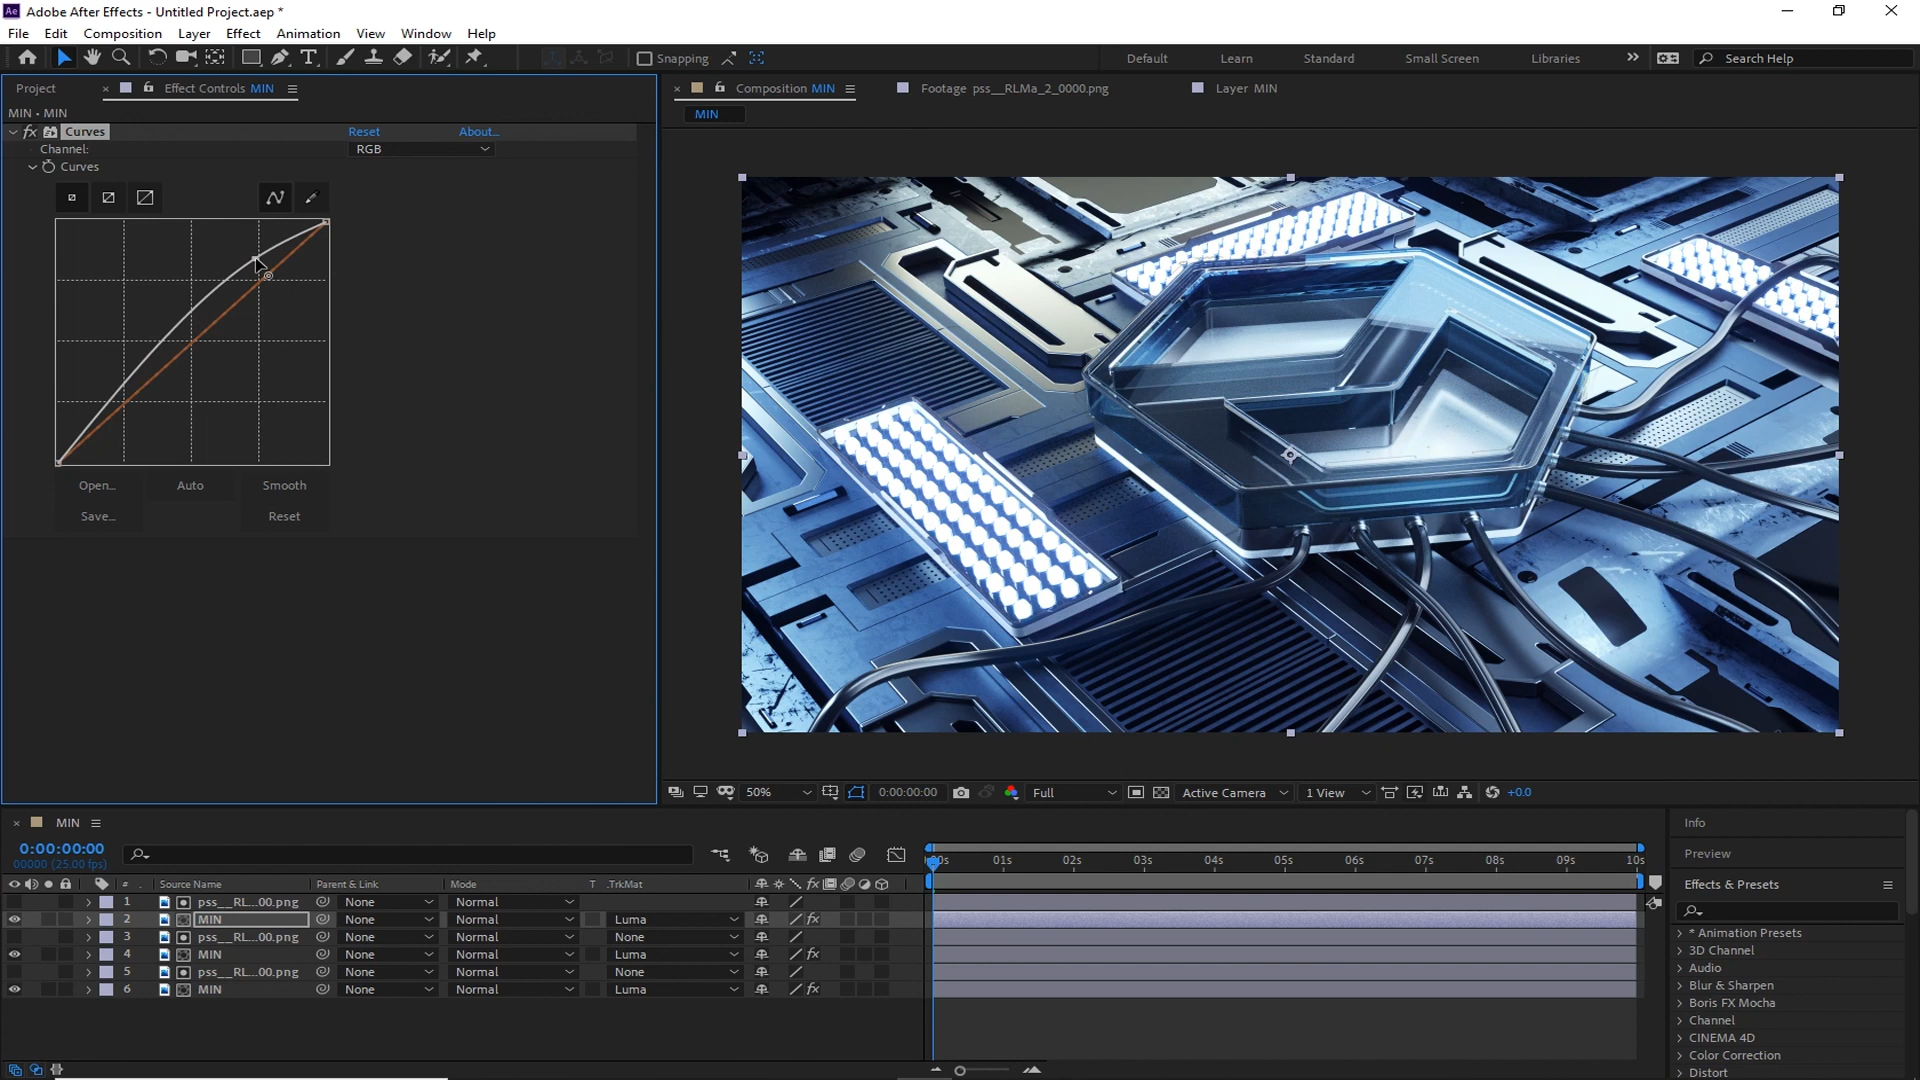 Ae Adobe After Effects - Untitled Project.aep *
File Edit Composition Layer Effect Animation View Window Help
Snapping Default Learn Standard Small Screen Libraries Search Help
Project Effect Controls MIN
Composition MIN Footage pss__RLMa_2_0000.png Layer MIN
MIN • MIN
MIN
fx Curves Reset About...
Channel: RGB
Curves
Open... Auto Smooth
Save... Reset
50% 0:00:00:00 Full Active Camera 1 View +0.0
MIN
0:00:00:00
00000 (25.00 fps)
:00s 01s 02s 03s 04s 05s 06s 07s 08s 09s 10s
# Source Name Parent & Link Mode T .TrkMat fx
1 pss__RL...00.png None Normal
2 MIN None Normal Luma fx
3 pss__RL...00.png None Normal None
4 MIN None Normal Luma fx
5 pss__RL...00.png None Normal None
6 MIN None Normal Luma fx
Info
Preview
Effects & Presets
* Animation Presets
3D Channel
Audio
Blur & Sharpen
Boris FX Mocha
Channel
CINEMA 4D
Color Correction
Distort